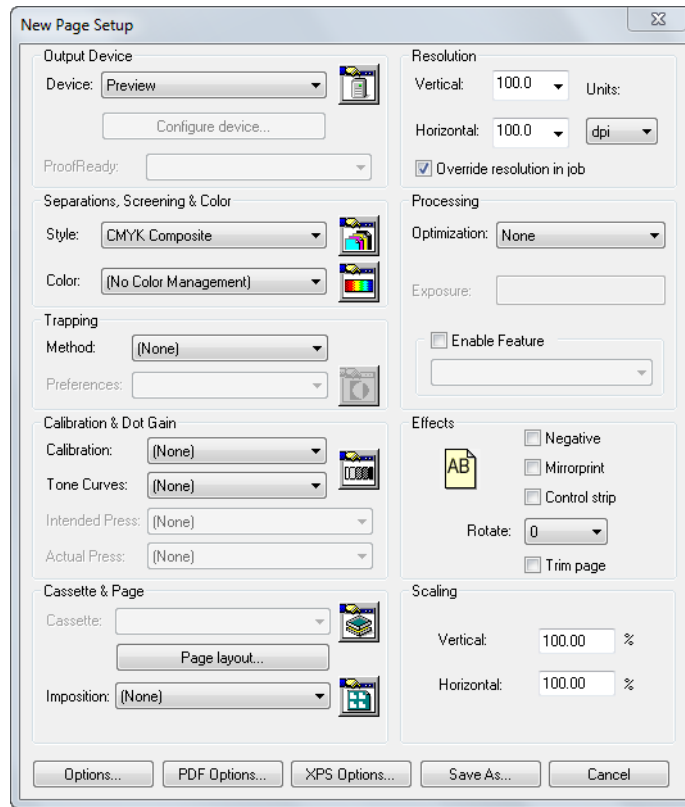 New Page Setup
Output Device
Device: Preview
Configure device...
ProofReady:
Separations, Screening & Color
Style: CMYK Composite
Color: (No Color Management)
Trapping
Method: (None)
Preferences:
Calibration & Dot Gain
Calibration: (None)
Tone Curves: (None)
Intended Press: (None)
Actual Press: (None)
Cassette & Page
Cassette:
Page layout...
Imposition: (None)
Resolution
Vertical: 100.0 Units:
Horizontal: 100.0 dpi
Override resolution in job
Processing
Optimization: None
Exposure:
Enable Feature
Effects
AB
Negative
Mirrorprint
Control strip
Rotate: 0
Trim page
Scaling
Vertical: 100.00 %
Horizontal: 100.00 %
Options... PDF Options... XPS Options... Save As... Cancel